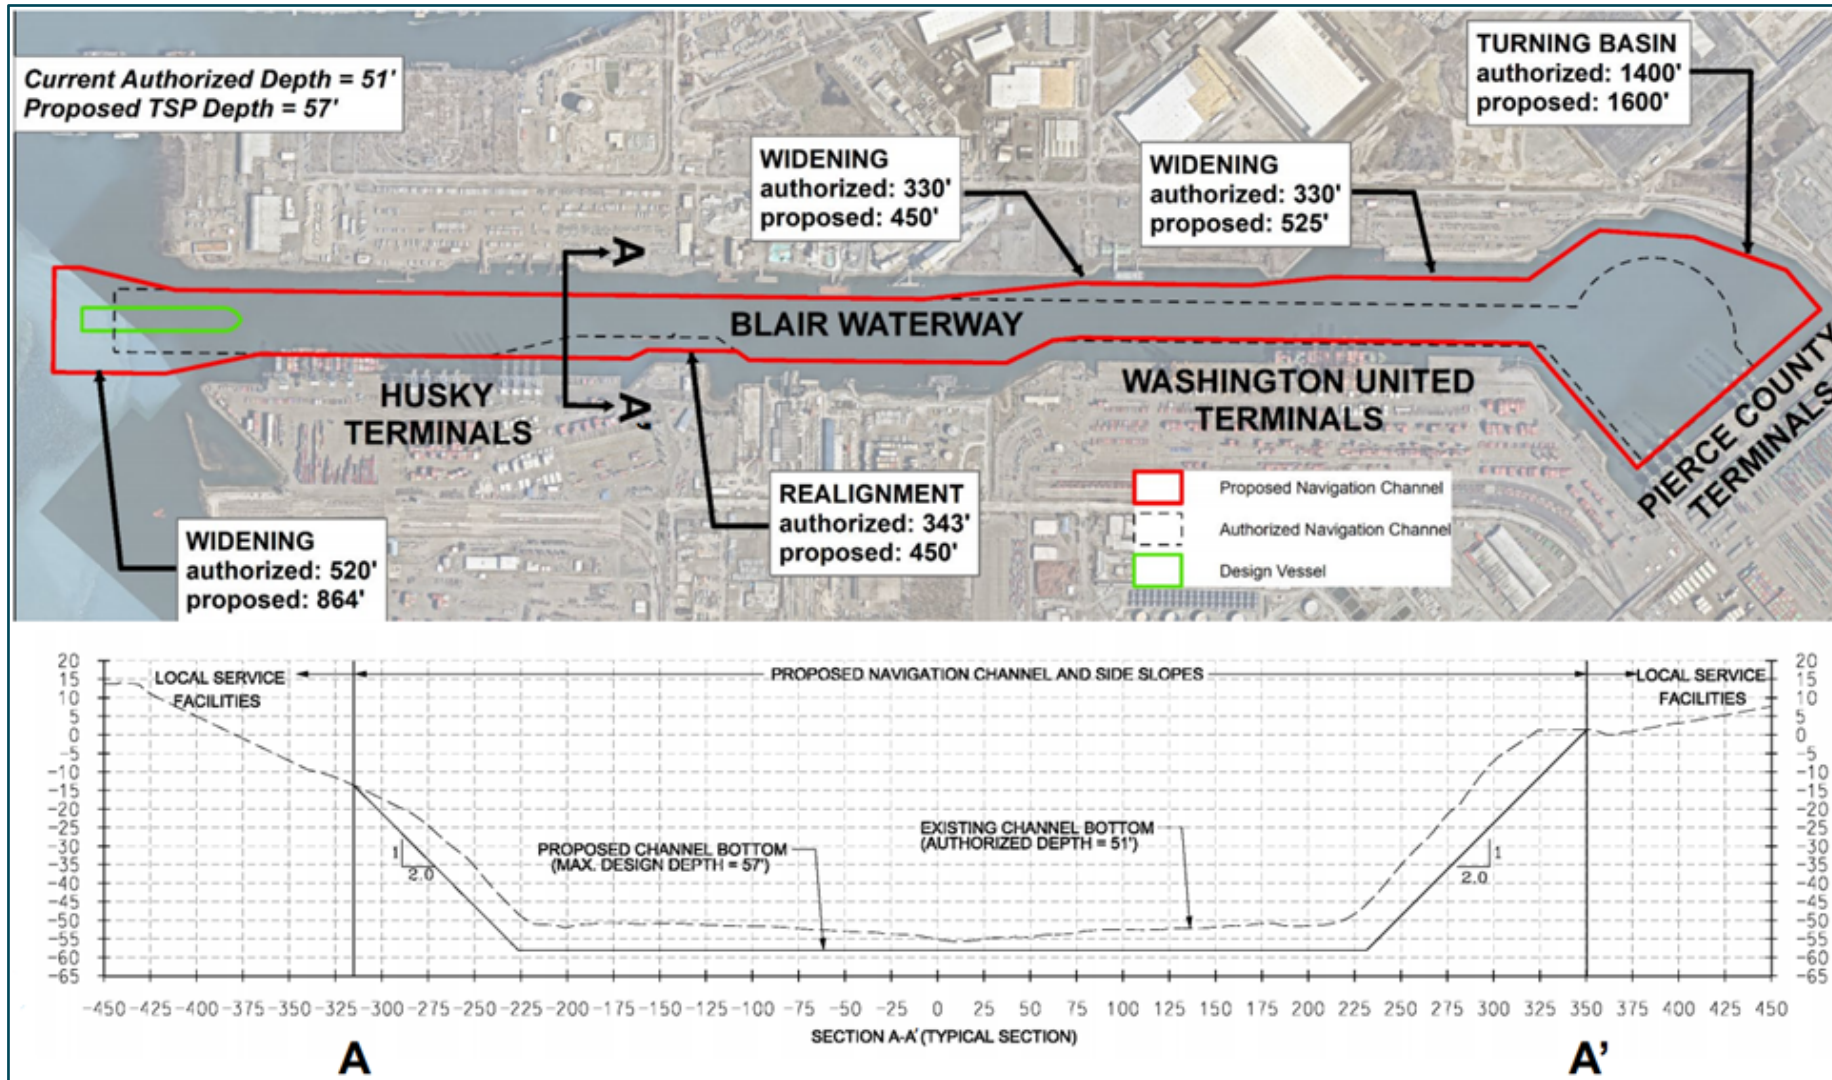 Current Authorized Depth = 51'
Proposed TSP Depth = 57'
TURNING BASIN
authorized: 1400'
proposed: 1600'
WIDENING
authorized: 330'
proposed: 450'
WIDENING
authorized: 330'
proposed: 525'
A
BLAIR WATERWAY
HUSKY
TERMINALS
A'
WASHINGTON UNITED
TERMINALS
PIERCE COUNTY
TERMINALS
REALIGNMENT
authorized: 343'
proposed: 450'
WIDENING
authorized: 520'
proposed: 864'
Proposed Navigation Channel
Authorized Navigation Channel
Design Vessel
20
15
10
5
0
-5
-10
-15
-20
-25
-30
-35
-40
-45
-50
-55
-60
-65
LOCAL SERVICE
FACILITIES
PROPOSED NAVIGATION CHANNEL AND SIDE SLOPES
LOCAL SERVICE
FACILITIES
1
2.0
PROPOSED CHANNEL BOTTOM
(MAX. DESIGN DEPTH = 57')
EXISTING CHANNEL BOTTOM
(AUTHORIZED DEPTH = 51')
1
2.0
20
15
10
5
0
-5
-10
-15
-20
-25
-30
-35
-40
-45
-50
-55
-60
-65
-450 -425 -400 -375 -350 -325 -300 -275 -250 -225 -200 -175 -150 -125 -100 -75 -50 -25 0 25 50 75 100 125 150 175 200 225 250 275 300 325 350 375 400 425 450
SECTION A-A' (TYPICAL SECTION)
A
A'